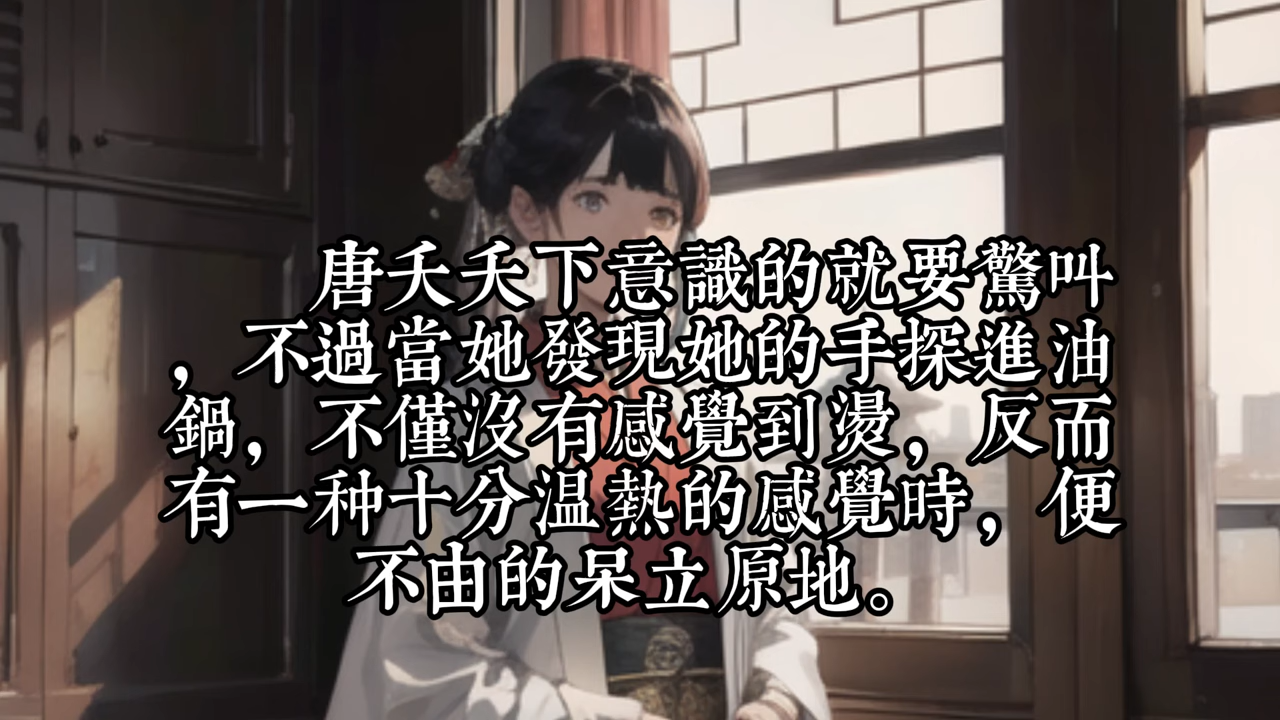 唐夭夭下意識的就要驚叫
，不過當她發現她的手探進油
鍋，不僅沒有感覺到燙，反而
有一种十分温熱的感覺時，便
不由的呆立原地。